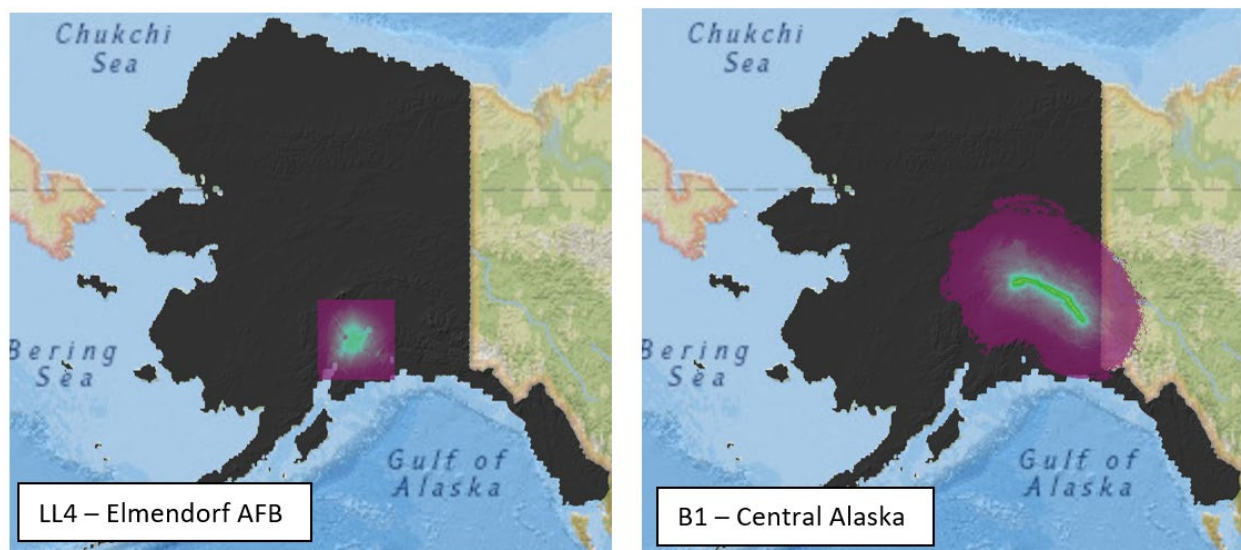 Chukchi
Sea
Bering
Sea
Gulf of
Alaska
LL4 – Elmendorf AFB
Chukchi
Sea
Bering
Sea
Gulf of
Alaska
B1 – Central Alaska